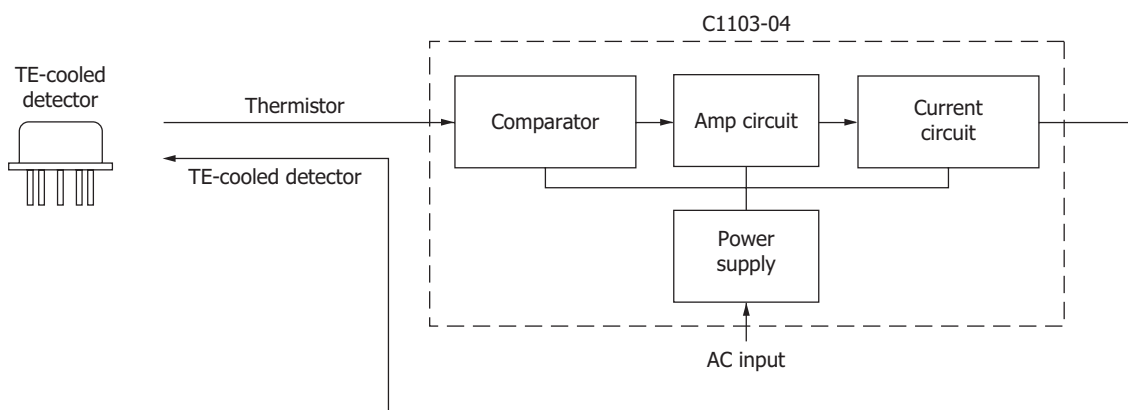 C1103-04
TE-cooled
detector
Thermistor
Comparator
Amp circuit
Current
circuit
TE-cooled detector
Power
supply
AC input